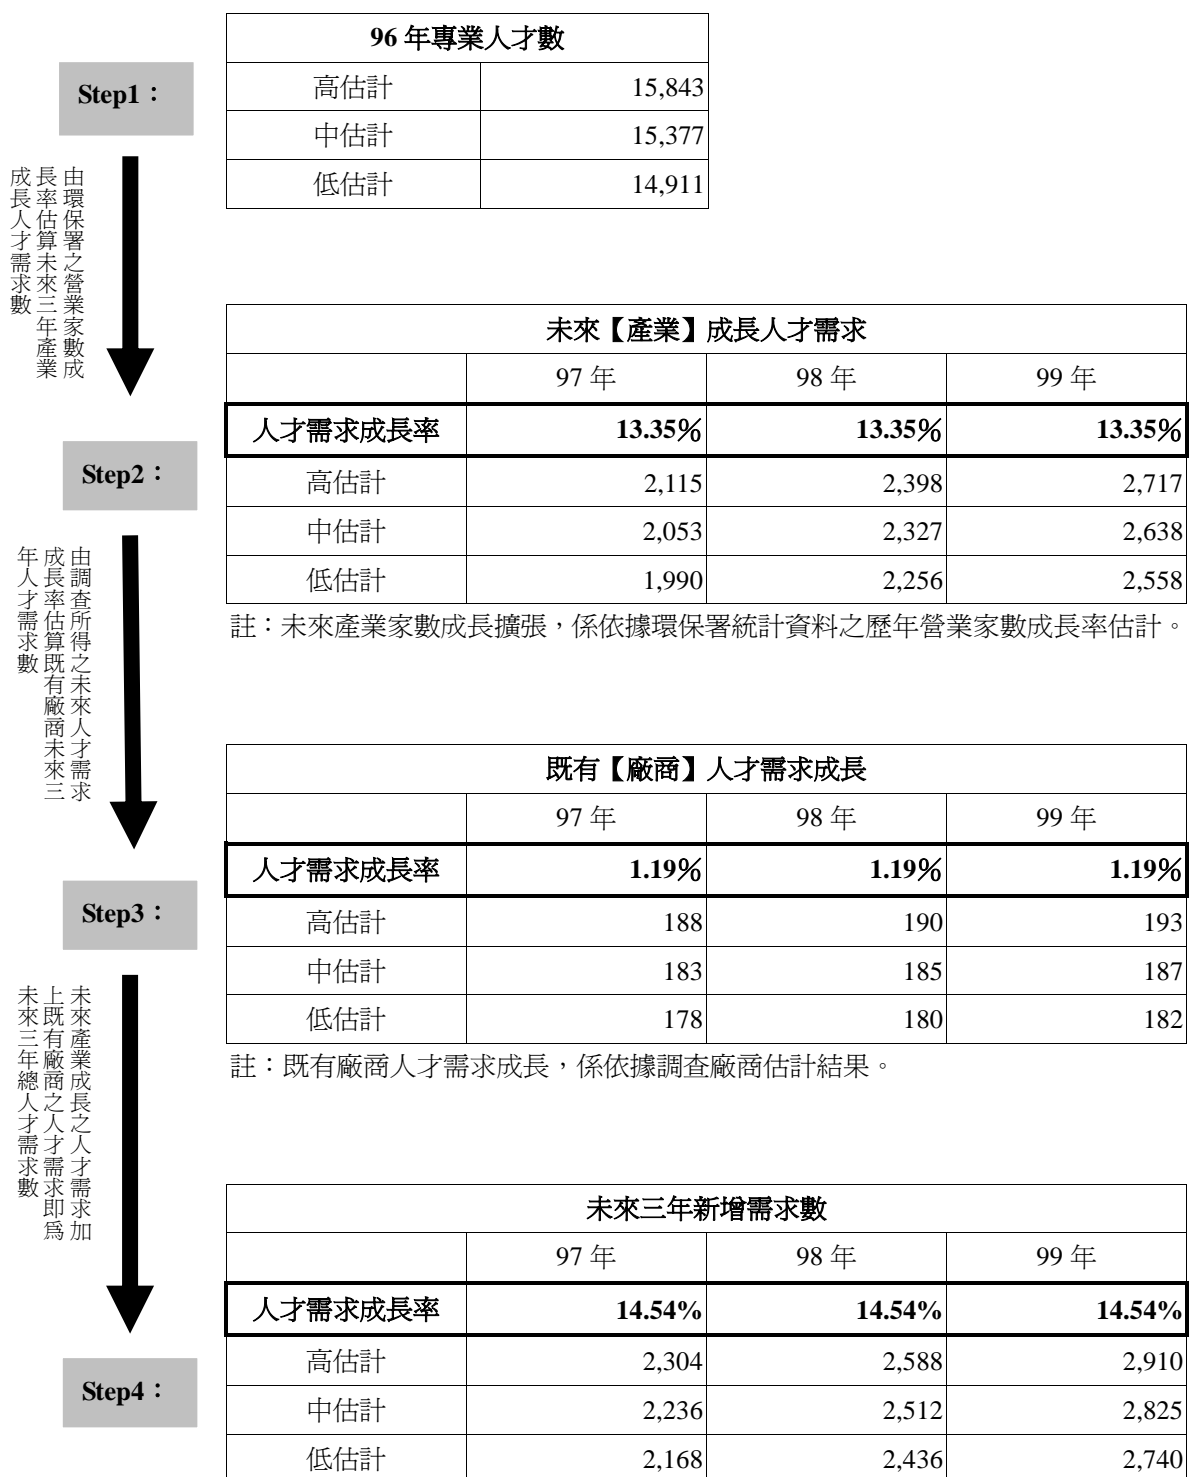 96 年專業人才數
Step1：
高估計 15,843
中估計 15,377
低估計 14,911
由環保署之營業家數成
長率估算未來三年產業
成長人才需求數
未來【產業】成長人才需求
97 年 98 年 99 年
人才需求成長率 13.35% 13.35% 13.35%
Step2：
高估計 2,115 2,398 2,717
中估計 2,053 2,327 2,638
低估計 1,990 2,256 2,558
註：未來產業家數成長擴張，係依據環保署統計資料之歷年營業家數成長率估計。
由調查所得之未來人才需求
成長率估算既有廠商未來三
年人才需求數
既有【廠商】人才需求成長
97 年 98 年 99 年
人才需求成長率 1.19% 1.19% 1.19%
Step3：
高估計 188 190 193
中估計 183 185 187
低估計 178 180 182
註：既有廠商人才需求成長，係依據調查廠商估計結果。
未來產業成長之人才需求加
上既有廠商之人才需求即為
未來三年總人才需求數
未來三年新增需求數
97 年 98 年 99 年
人才需求成長率 14.54% 14.54% 14.54%
Step4：
高估計 2,304 2,588 2,910
中估計 2,236 2,512 2,825
低估計 2,168 2,436 2,740